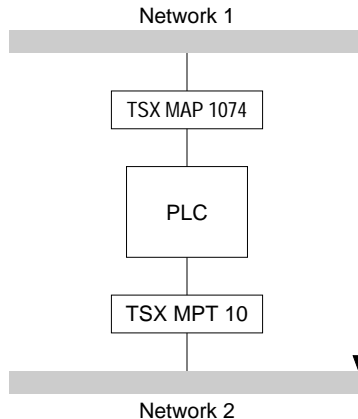 Network 1
TSX MAP 1074
PLC
TSX MPT 10
Network 2